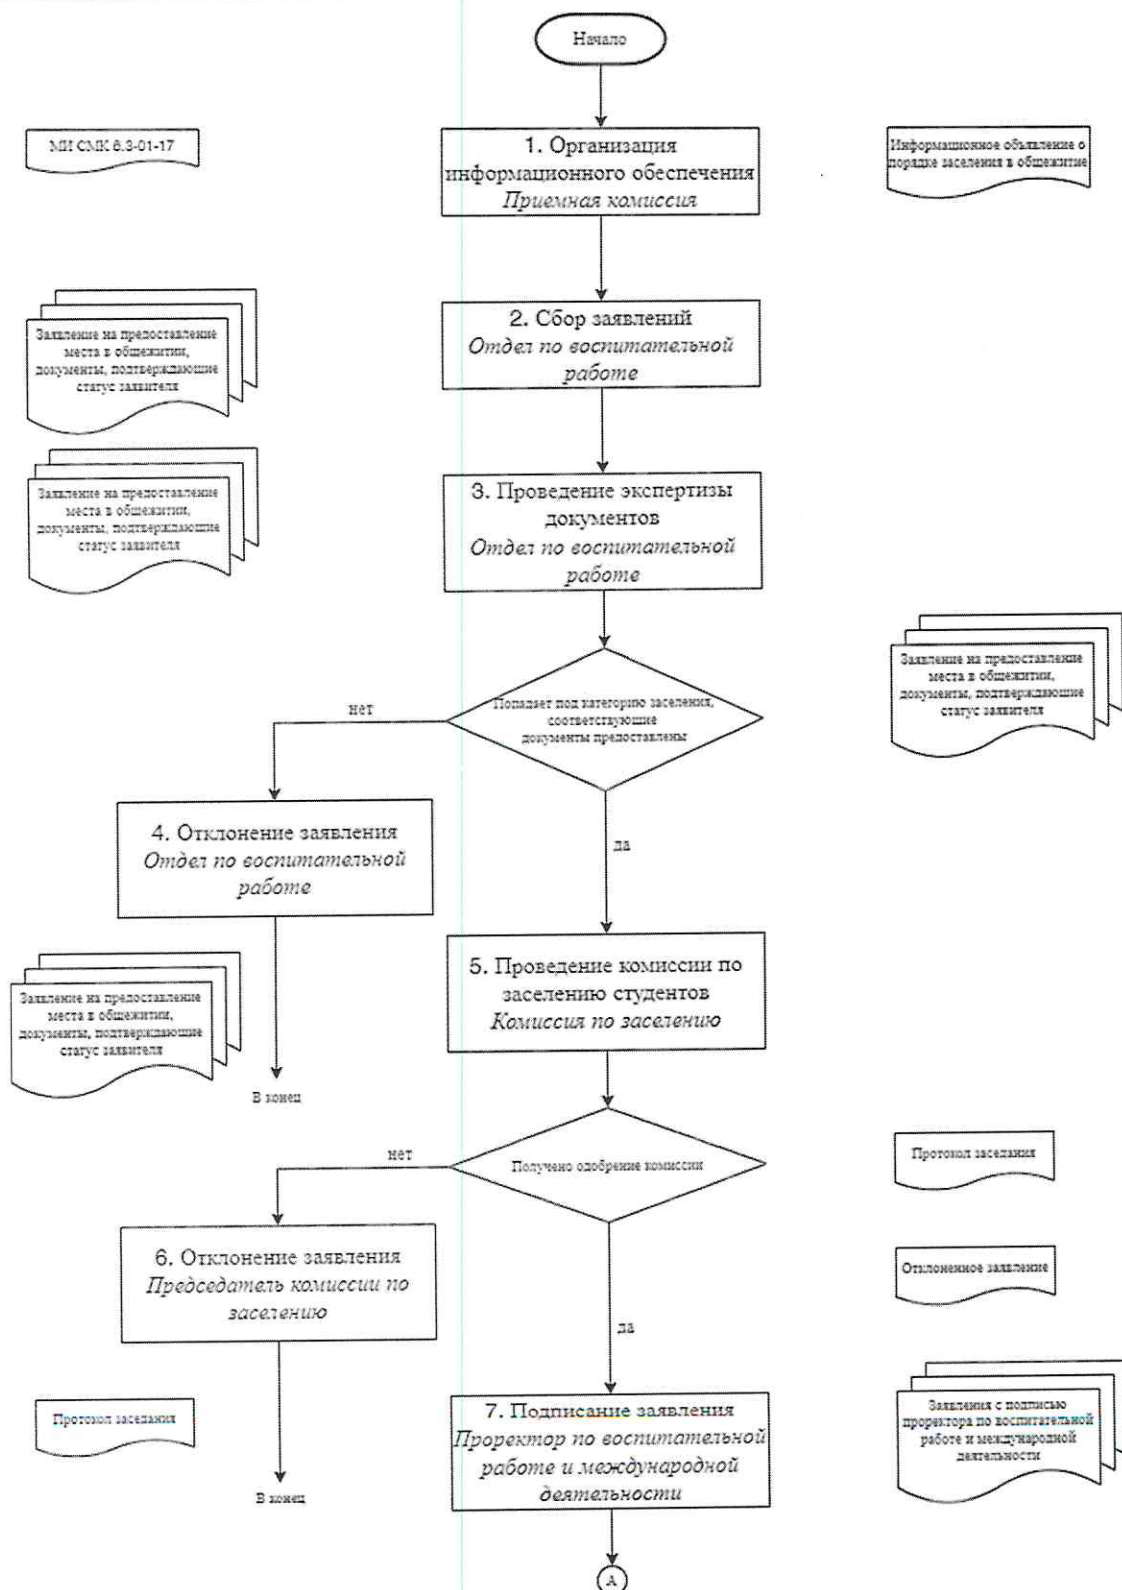 Начало
МИ СМК 6.3-01-17
1. Организация
информационного обеспечения
Приемная комиссия
Информационное объявление о
порядке заселения в общежитие
2. Сбор заявлений
Отдел по воспитательной
работе
Заявление на предоставление
места в общежитии,
документы, подтверждающие
статус заявителя
3. Проведение экспертизы
документов
Отдел по воспитательной
работе
Заявление на предоставление
места в общежитии,
документы, подтверждающие
статус заявителя
Попадает под категорию заселения,
соответствующие
документы предоставлены
нет
да
Заявление на предоставление
места в общежитии,
документы, подтверждающие
статус заявителя
4. Отклонение заявления
Отдел по воспитательной
работе
Заявление на предоставление
места в общежитии,
документы, подтверждающие
статус заявителя
В конец
5. Проведение комиссии по
заселению студентов
Комиссия по заселению
Получено одобрение комиссии
нет
да
Протокол заседания
Отклоненное заявление
6. Отклонение заявления
Председатель комиссии по
заселению
Протокол заседания
В конец
7. Подписание заявления
Проректор по воспитательной
работе и международной
деятельности
Заявления с подписью
проректора по воспитательной
работе и международной
деятельности
А